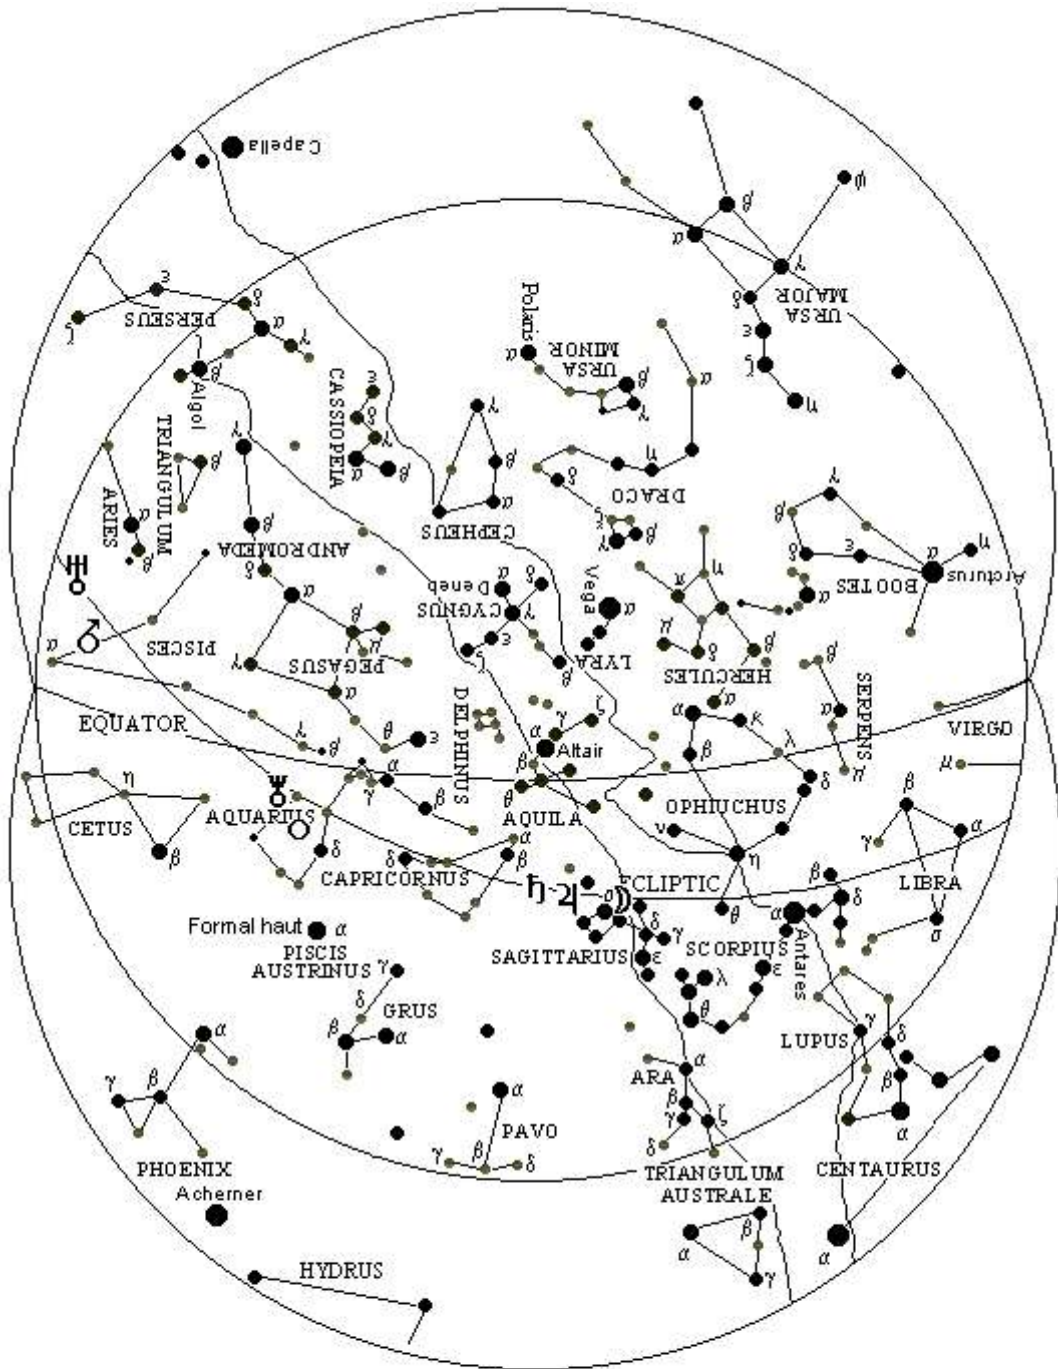 Capella
α
β
ψ
α
γ
URSA
MAJOR
δ
ε
ζ
η
ε
δ
PERSEUS
α
γ
ζ
β
Algol
Polaris
α
URSA
MINOR
β
γ
α
CASSIOPEIA
ε
δ
γ
α
β
γ
β
α
CEPHEUS
TRIANGULUM
β
γ
ARIES
α
β
ANDROMEDA
β
δ
α
η
δ
DRACO
ξ
β
γ
γ
β
δ
ε
α
η
BOOTES
Arcturus
α
Deneb
CYGNUS
δ
γ
ε
ζ
β
Vega
α
LYRA
η
π
μ
δ
β
HERCULES
α
α
PISCES
γ
PEGASUS
β
μ
α
θ
ε
λ
β
DELPHINUS
ζ
γ
α
Altair
β
θ
AQUILA
α
κ
β
λ
δ
OPHIUCHUS
ν
η
θ
SERPENS
β
α
μ
VIRGO
μ
EQUATOR
η
CETUS
β
AQUARIUS
γ
α
β
δ
CAPRICORNUS
δ
α
β
ECLIPTIC
σ
δ
γ
SAGITTARIUS
ε
SCORPIUS
λ
ε
θ
α
Antares
β
δ
β
γ
α
LIBRA
σ
Formal haut
α
PISCIS
AUSTRINUS
γ
δ
GRUS
β
α
LUPUS
γ
δ
β
α
CENTAURUS
α
α
γ
β
PHOENIX
Acherner
α
PAVO
γ
β
δ
ARA
α
β
γ
ζ
δ
TRIANGULUM
AUSTRALE
β
α
γ
HYDRUS